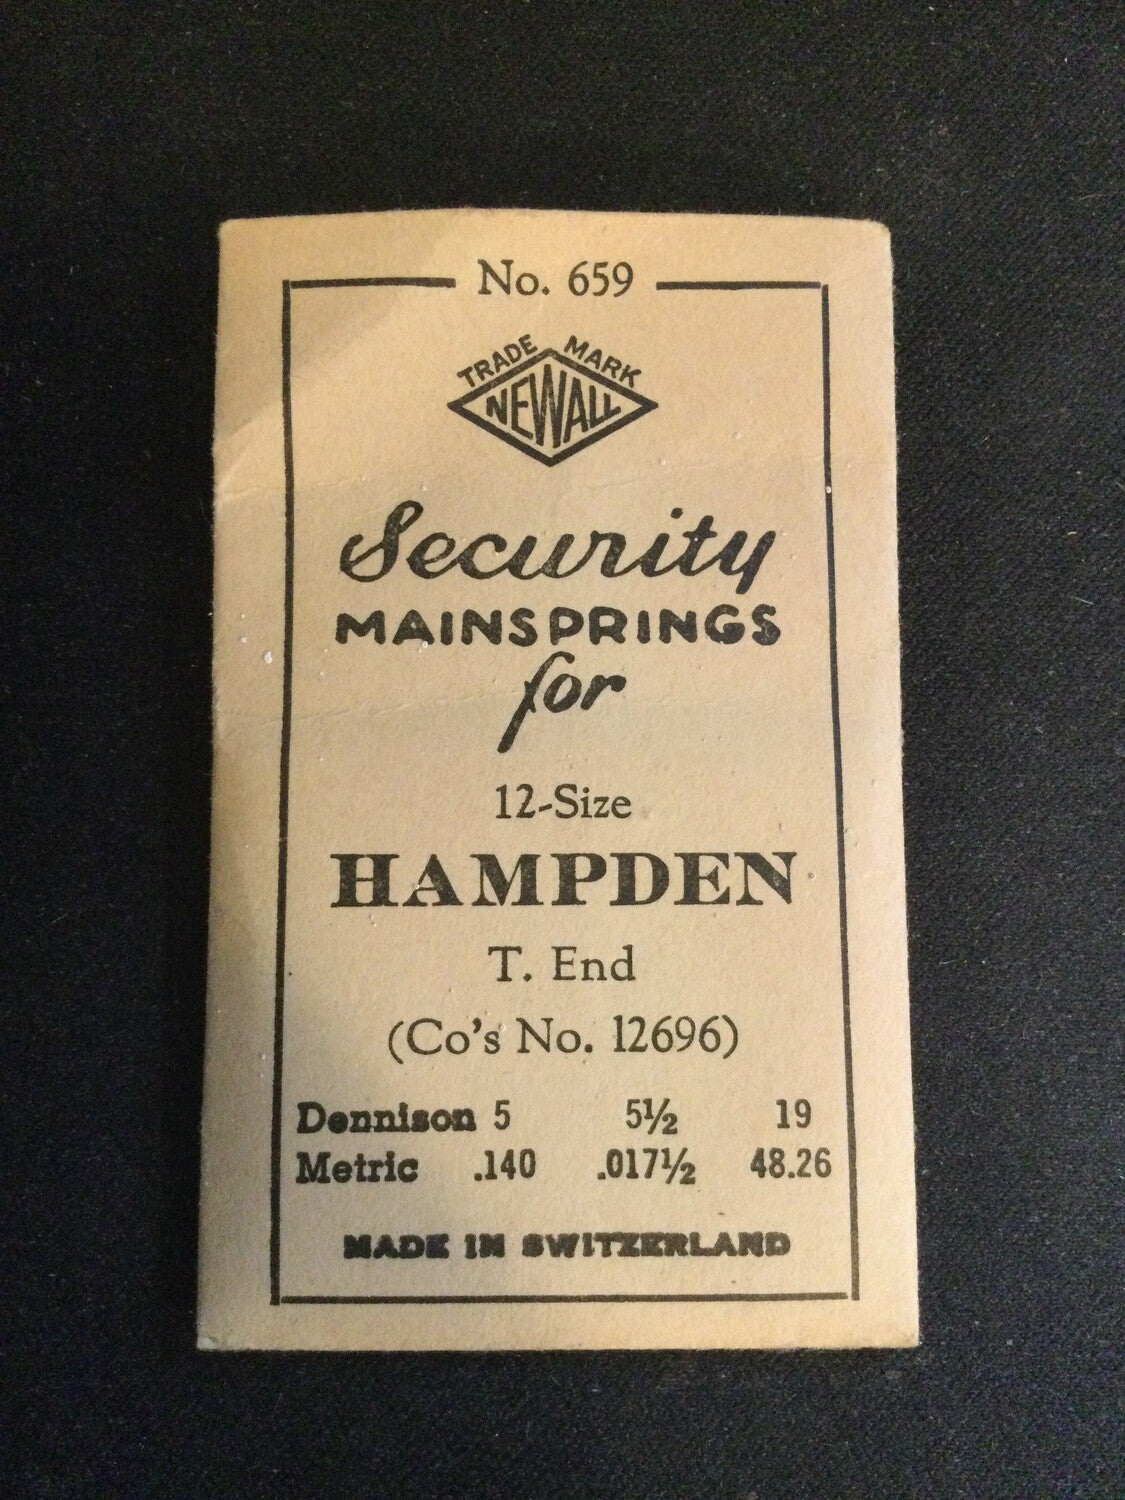 No. 659
TRADE MARK
NEWALL
Security
MAINSPRINGS
for
12-Size
HAMPDEN
T. End
(Co's No. 12696)
Dennison 5 5½ 19
Metric .140 .017½ 48.26
MADE IN SWITZERLAND